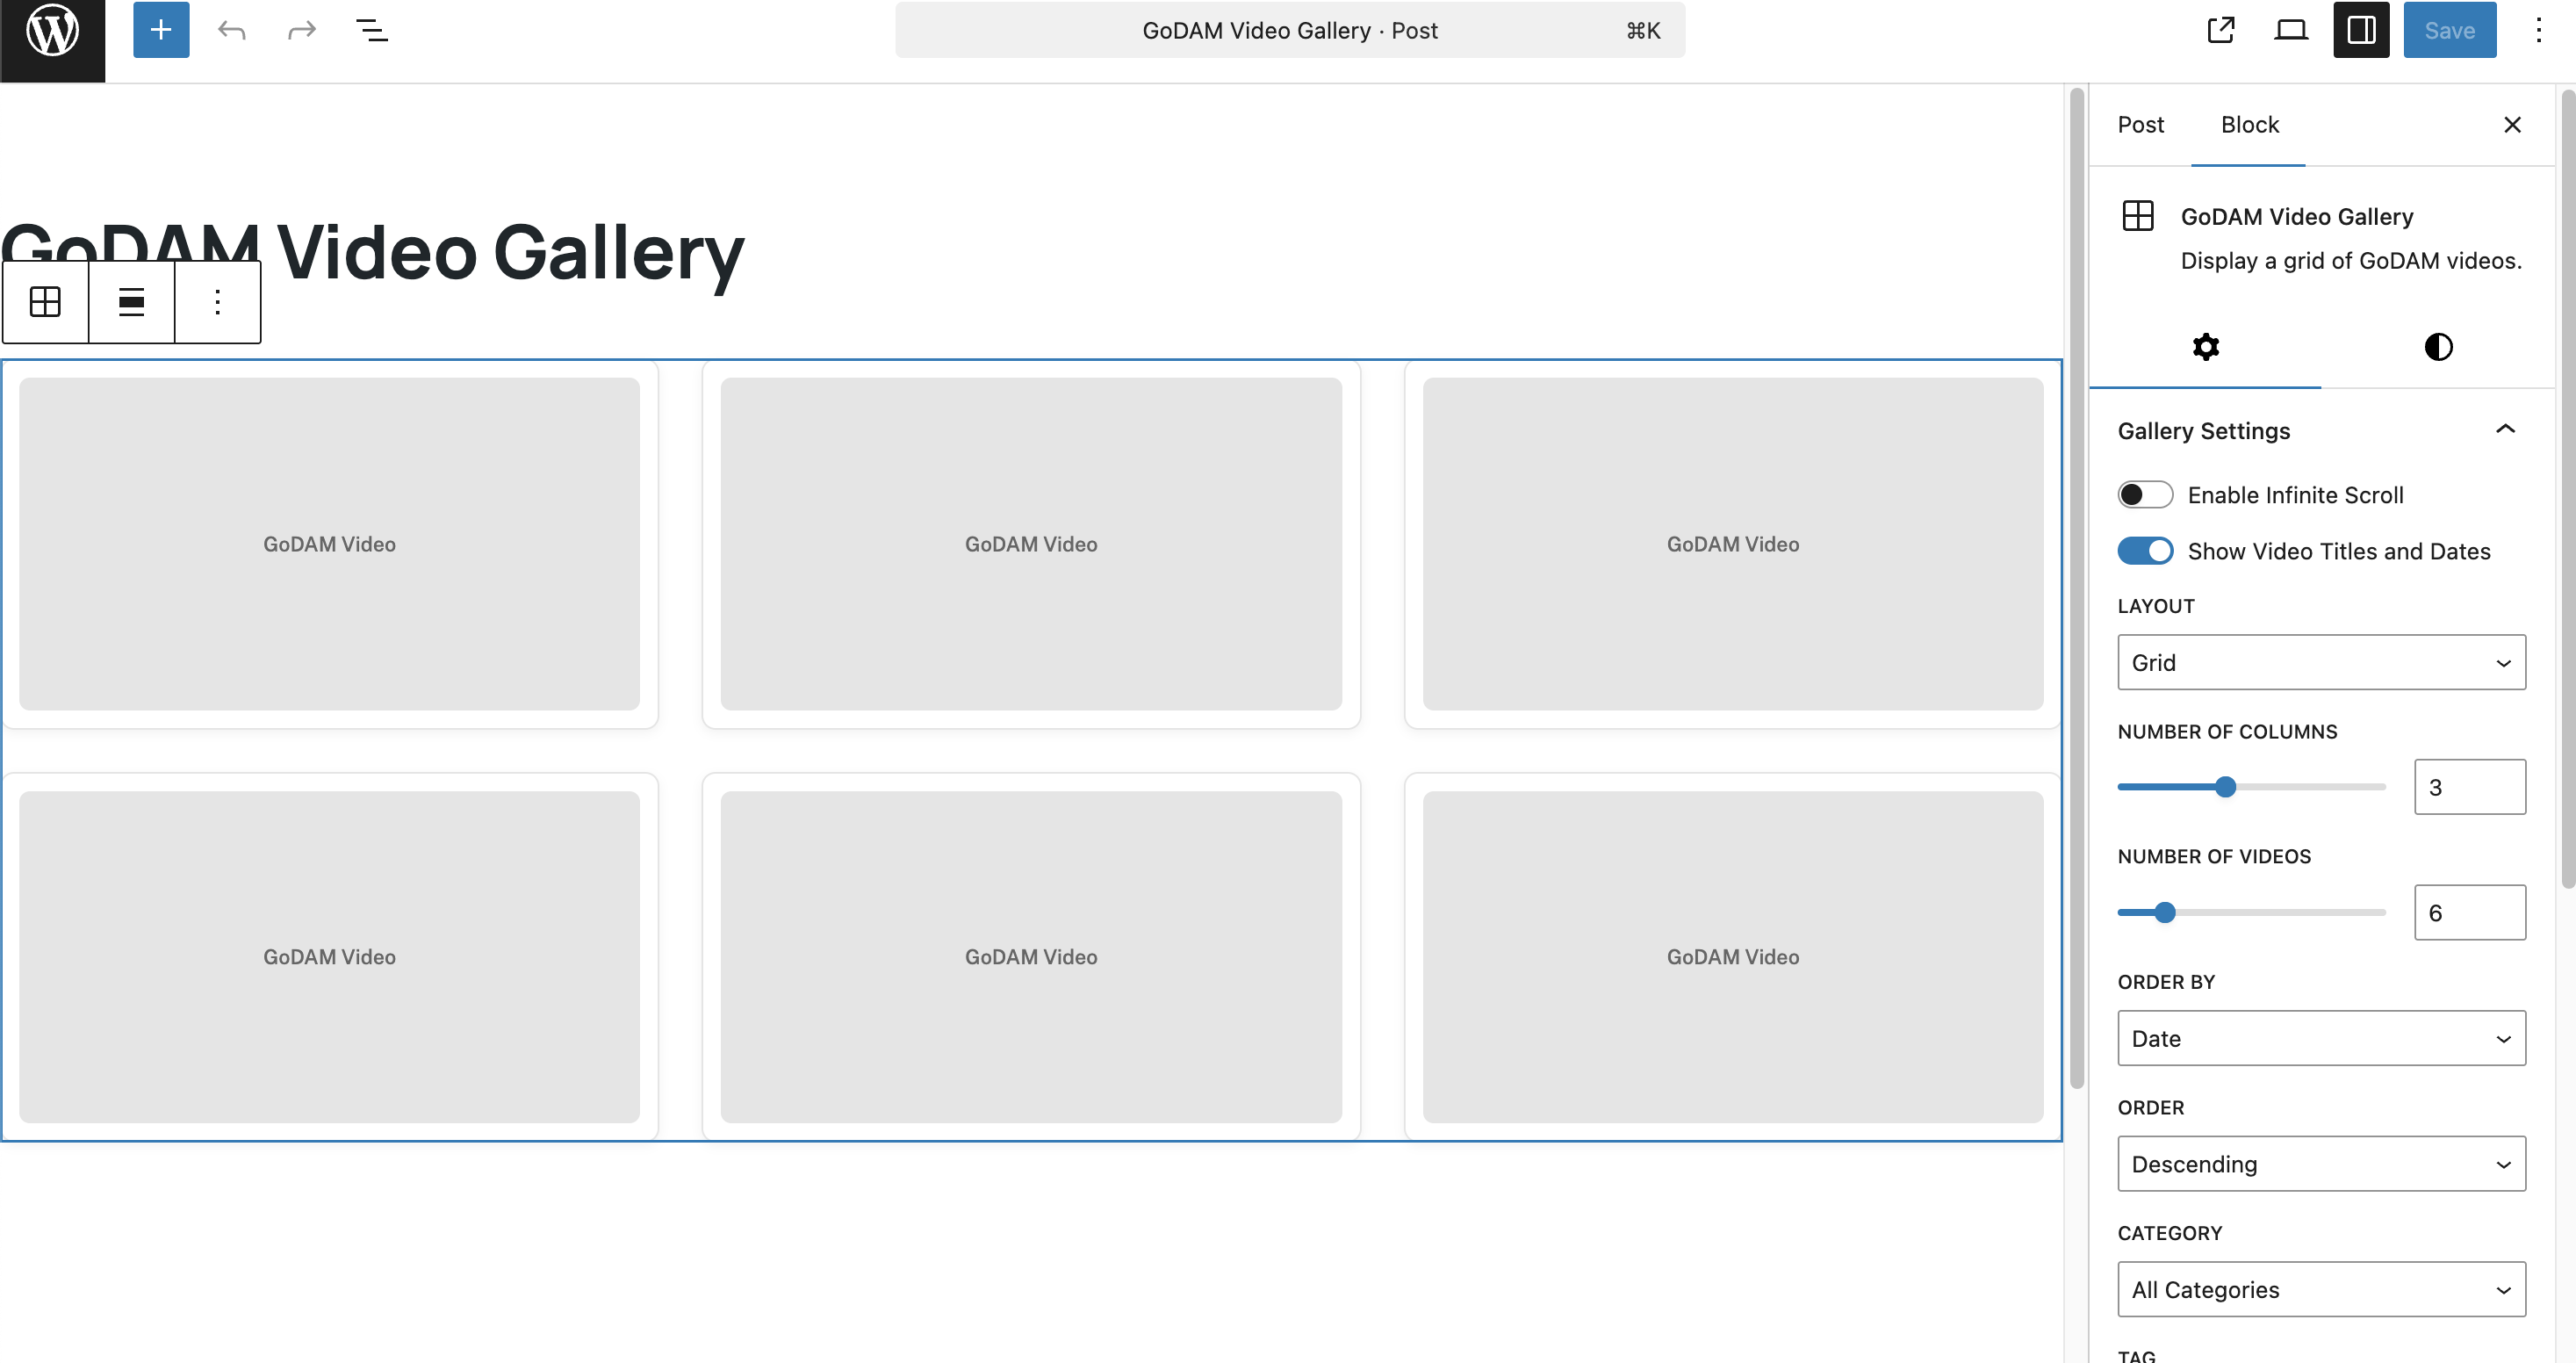 GoDAM Video Gallery · Post
⌘K
Save
GoDAM Video Gallery
GoDAM Video
GoDAM Video
GoDAM Video
GoDAM Video
GoDAM Video
GoDAM Video
Post
Block
GoDAM Video Gallery
Display a grid of GoDAM videos.
Gallery Settings
Enable Infinite Scroll
Show Video Titles and Dates
LAYOUT
Grid
NUMBER OF COLUMNS
3
NUMBER OF VIDEOS
6
ORDER BY
Date
ORDER
Descending
CATEGORY
All Categories
TAG